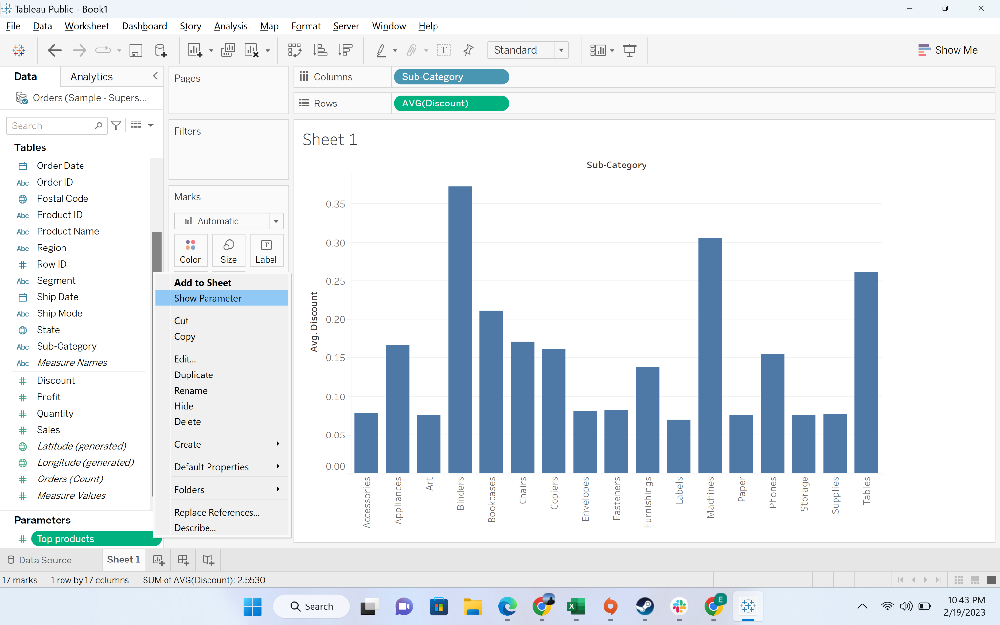 Tableau Public - Book1
File Data Worksheet Dashboard Story Analysis Map Format Server Window Help
Standard
Show Me
Data Analytics
Orders (Sample - Supers...
Search
Tables
Order Date
Abc Order ID
Postal Code
Abc Product ID
Abc Product Name
Abc Region
Row ID
Abc Segment
Ship Date
Abc Ship Mode
State
Abc Sub-Category
Abc Measure Names
Discount
Profit
Quantity
Sales
Latitude (generated)
Longitude (generated)
Orders (Count)
Measure Values
Parameters
Top products
Pages
Filters
Marks
Automatic
Color Size Label
Add to Sheet
Show Parameter
Cut
Copy
Edit...
Duplicate
Rename
Hide
Delete
Create
Default Properties
Folders
Replace References...
Describe...
Columns Sub-Category
Rows AVG(Discount)
Sheet 1
Sub-Category
Avg. Discount
0.35
0.30
0.25
0.20
0.15
0.10
0.05
0.00
Accessories
Appliances
Art
Binders
Bookcases
Chairs
Copiers
Envelopes
Fasteners
Furnishings
Labels
Machines
Paper
Phones
Storage
Supplies
Tables
Data Source Sheet 1
17 marks 1 row by 17 columns SUM of AVG(Discount): 2.5530
Search
E
10:43 PM
2/19/2023